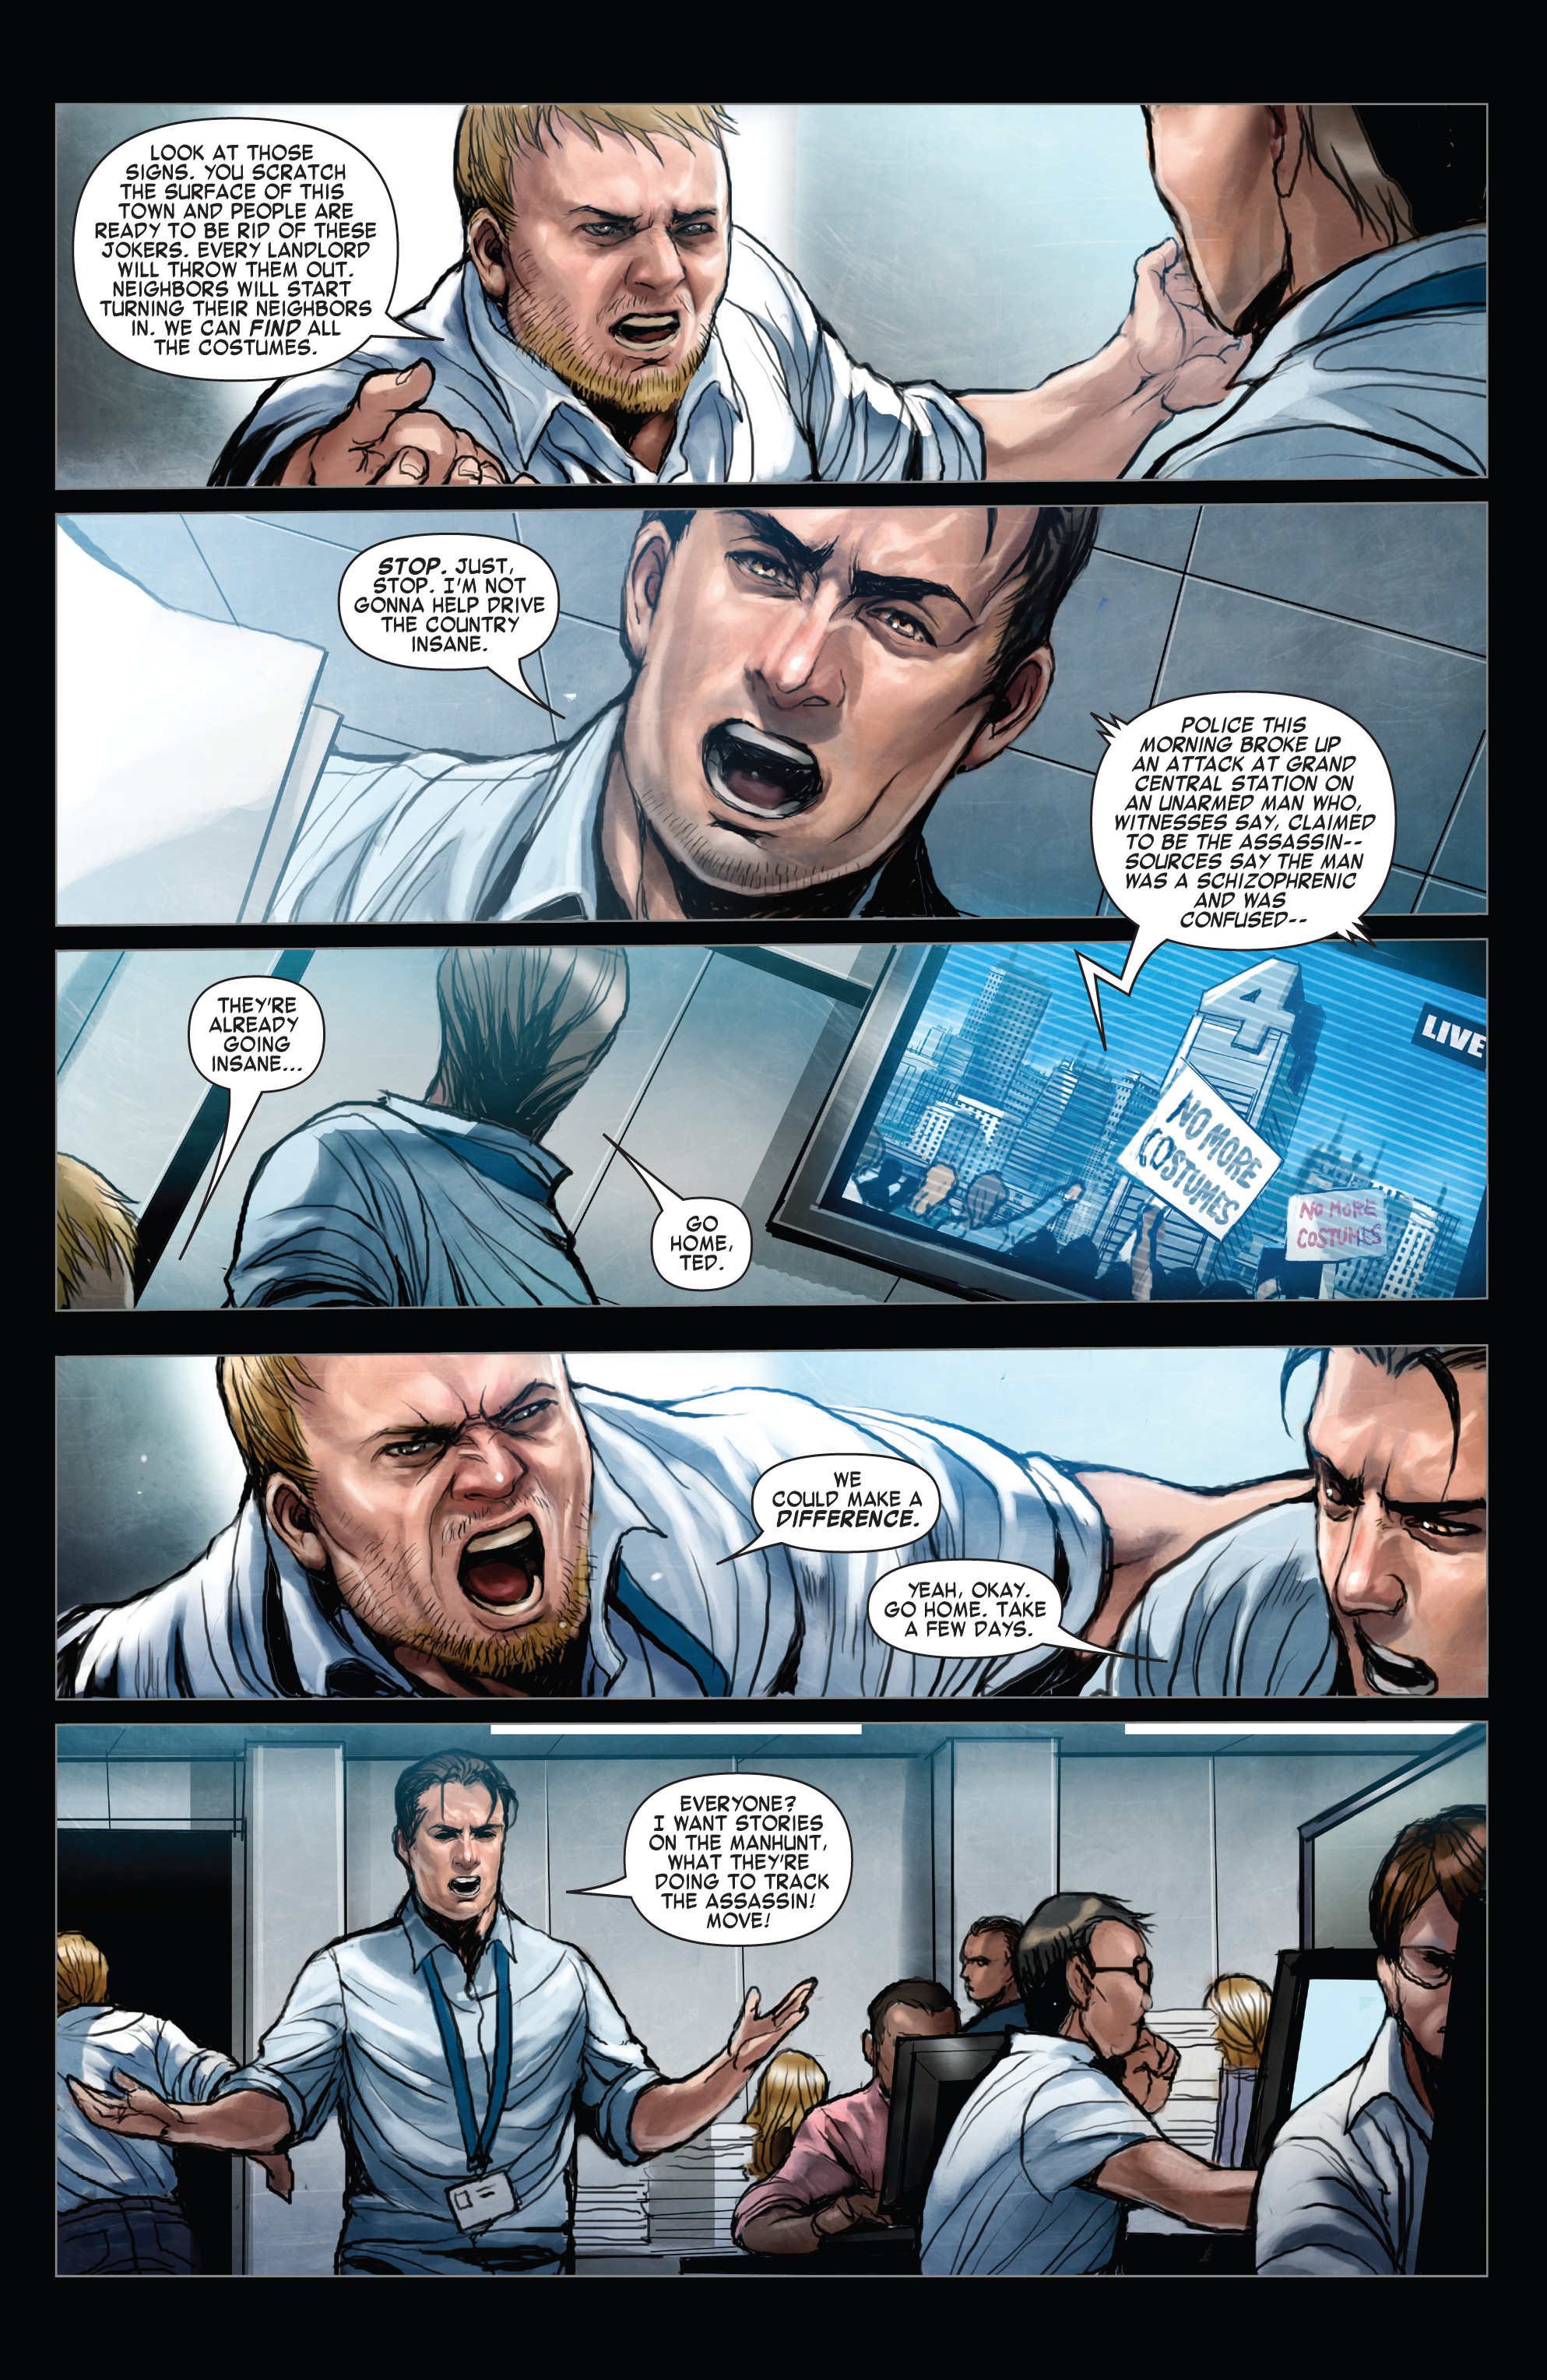 LOOK AT THOSE
SIGNS. YOU SCRATCH
THE SURFACE OF THIS
TOWN AND PEOPLE ARE
READY TO BE RID OF THESE
JOKERS. EVERY LANDLORD
WILL THROW THEM OUT.
NEIGHBORS WILL START
TURNING THEIR NEIGHBORS
IN. WE CAN FIND ALL
THE COSTUMES.
STOP. JUST,
STOP. I'M NOT
GONNA HELP DRIVE
THE COUNTRY
INSANE.
POLICE THIS
MORNING BROKE UP
AN ATTACK AT GRAND
CENTRAL STATION ON
AN UNARMED MAN WHO,
WITNESSES SAY, CLAIMED
TO BE THE ASSASSIN--
SOURCES SAY THE MAN
WAS A SCHIZOPHRENIC
AND WAS
CONFUSED--
THEY'RE
ALREADY
GOING
INSANE...
GO
HOME,
TED.
4
LIVE
NO MORE
COSTUMES
NO MORE
COSTUMES
WE
COULD MAKE A
DIFFERENCE.
YEAH, OKAY.
GO HOME. TAKE
A FEW DAYS.
EVERYONE?
I WANT STORIES
ON THE MANHUNT,
WHAT THEY'RE
DOING TO TRACK
THE ASSASSIN!
MOVE!